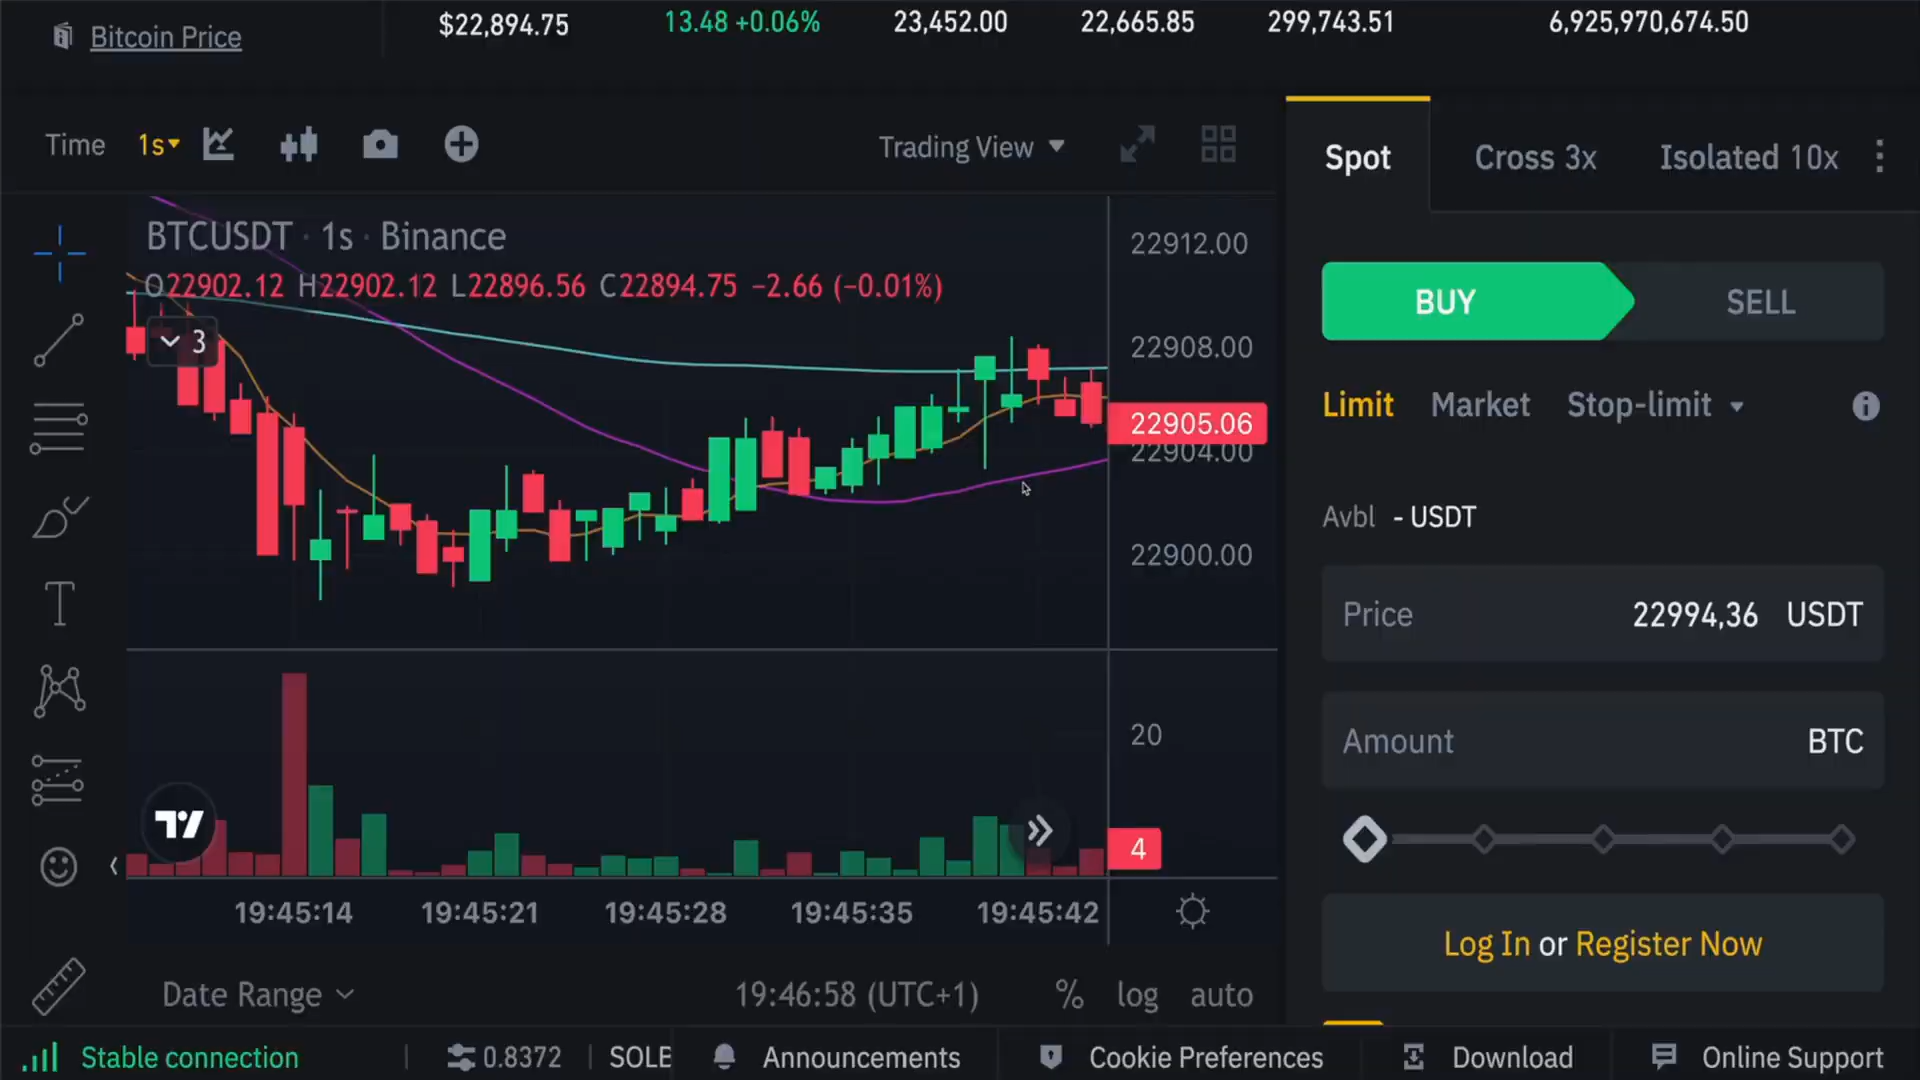 Bitcoin Price $22,894.75 13.48 +0.06% 23,452.00 22,665.85 299,743.51 6,925,970,674.50
Time 1s Trading View
Spot Cross 3x Isolated 10x
BTCUSDT · 1s · Binance
O22902.12 H22902.12 L22896.56 C22894.75 −2.66 (−0.01%)
3
22912.00
22908.00
22905.06
22904.00
22900.00
20
4
19:45:14 19:45:21 19:45:28 19:45:35 19:45:42
Date Range 19:46:58 (UTC+1) % log auto
BUY SELL
Limit Market Stop-limit
Avbl - USDT
Price 22994,36 USDT
Amount BTC
Log In or Register Now
Stable connection 0.8372 SOLE Announcements Cookie Preferences Download Online Support